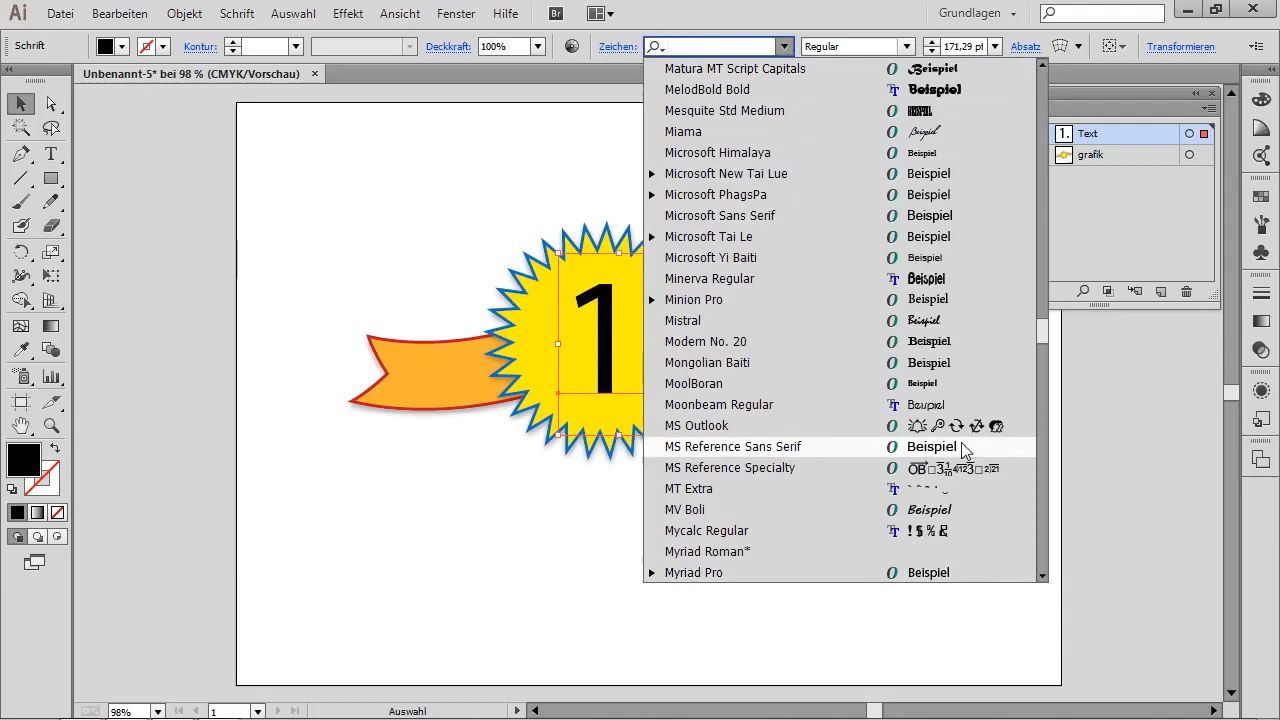 Ai Datei Bearbeiten Objekt Schrift Auswahl Effekt Ansicht Fenster Hilfe Br Grundlagen
Schrift Kontur: Deckkraft: 100% Zeichen: Regular 171,29 pt Absatz Transformieren
Unbenannt-5* bei 98 % (CMYK/Vorschau)
Matura MT Script Capitals Beispiel
MelodBold Bold Beispiel
Mesquite Std Medium
Miama Beispiel
Microsoft Himalaya Beispiel
Microsoft New Tai Lue Beispiel
Microsoft PhagsPa Beispiel
Microsoft Sans Serif Beispiel
Microsoft Tai Le Beispiel
Microsoft Yi Baiti Beispiel
Minerva Regular Beispiel
Minion Pro Beispiel
Mistral Beispiel
Modern No. 20 Beispiel
Mongolian Baiti Beispiel
MoolBoran Beispiel
Moonbeam Regular Beispiel
MS Outlook
MS Reference Sans Serif Beispiel
MS Reference Specialty
MT Extra
MV Boli Beispiel
Mycalc Regular ! $ % &
Myriad Roman*
Myriad Pro Beispiel
1. Text
grafik
1
98% 1 Auswahl